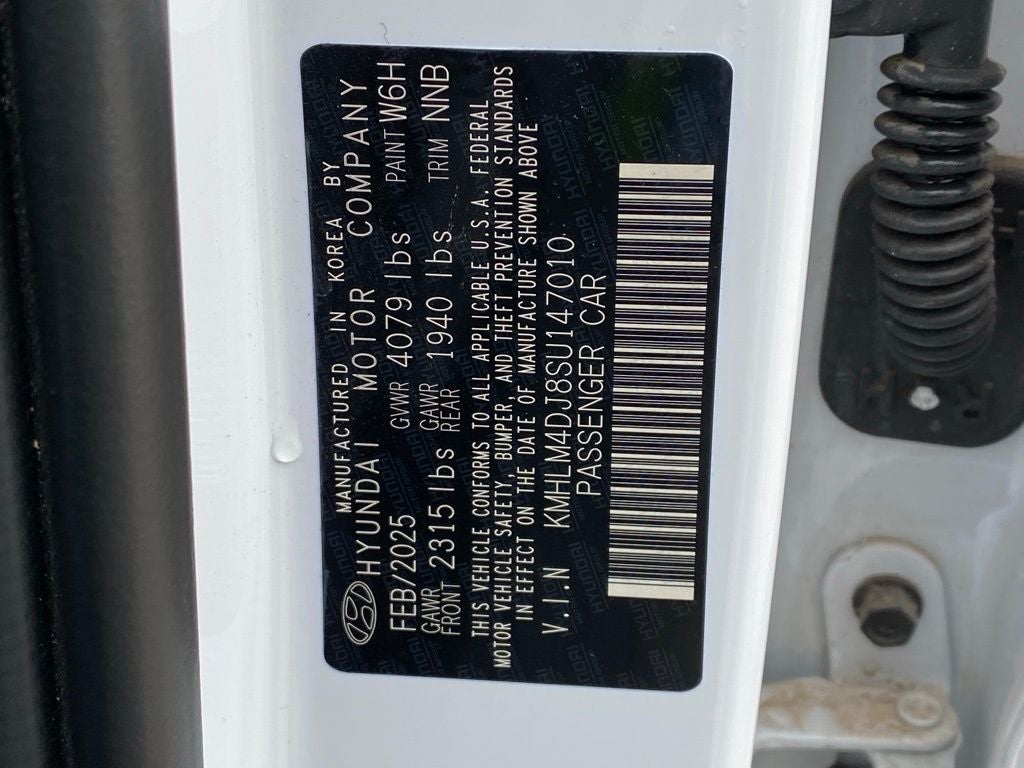 MANUFACTURED IN KOREA BY
HYUNDAI MOTOR COMPANY
FEB/2025 GVWR 4079 lbs PAINT W6H
GAWR FRONT 2315 lbs GAWR REAR 1940 lbs TRIM NNB
THIS VEHICLE CONFORMS TO ALL APPLICABLE U.S.A. FEDERAL
MOTOR VEHICLE SAFETY, BUMPER, AND THEFT PREVENTION STANDARDS
IN EFFECT ON THE DATE OF MANUFACTURE SHOWN ABOVE
V.I.N KMHLM4DJ8SU147010
PASSENGER CAR